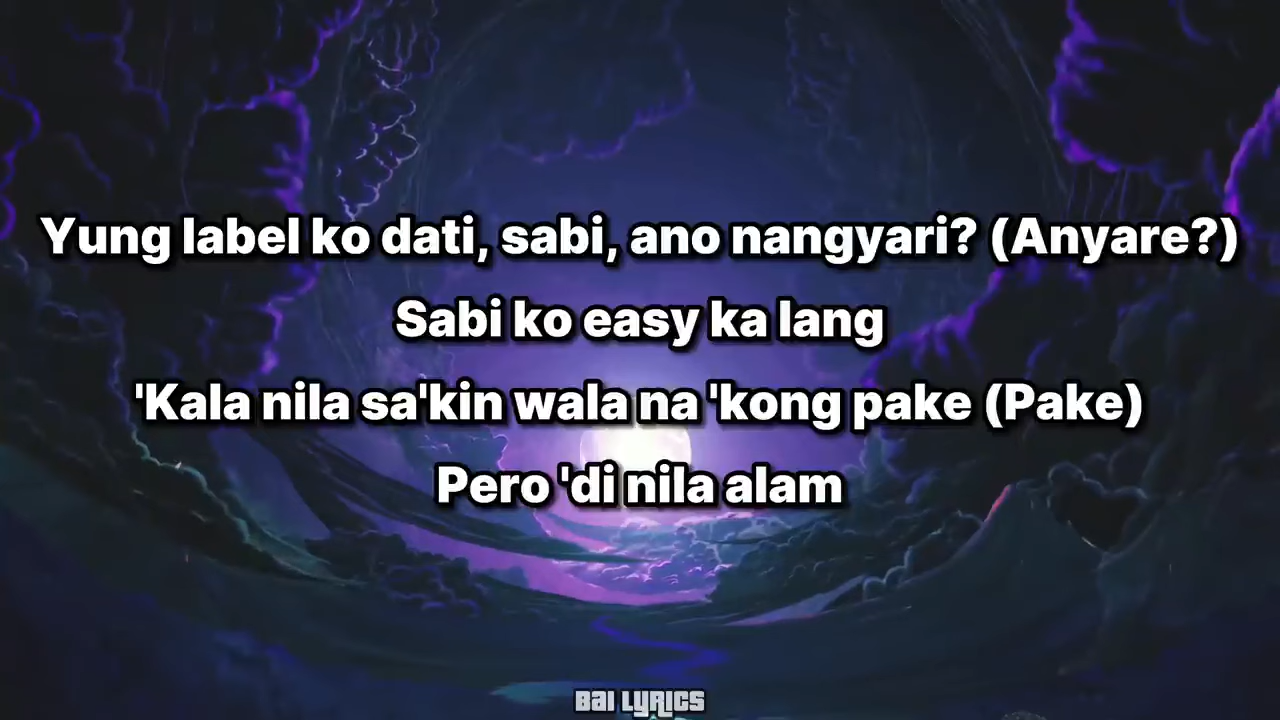 Yung label ko dati, sabi, ano nangyari? (Anyare?)
Sabi ko easy ka lang
'Kala nila sa'kin wala na 'kong pake (Pake)
Pero 'di nila alam
BAI LYRICS